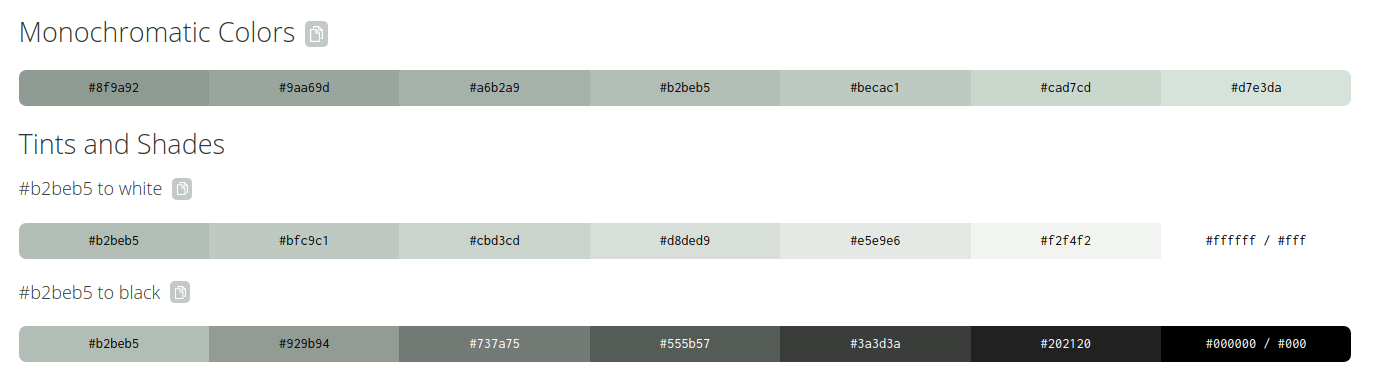 Monochromatic Colors
#8f9a92 #9aa69d #a6b2a9 #b2beb5 #becac1 #cad7cd #d7e3da
Tints and Shades
#b2beb5 to white
#b2beb5 #bfc9c1 #cbd3cd #d8ded9 #e5e9e6 #f2f4f2 #ffffff / #fff
#b2beb5 to black
#b2beb5 #929b94 #737a75 #555b57 #3a3d3a #202120 #000000 / #000